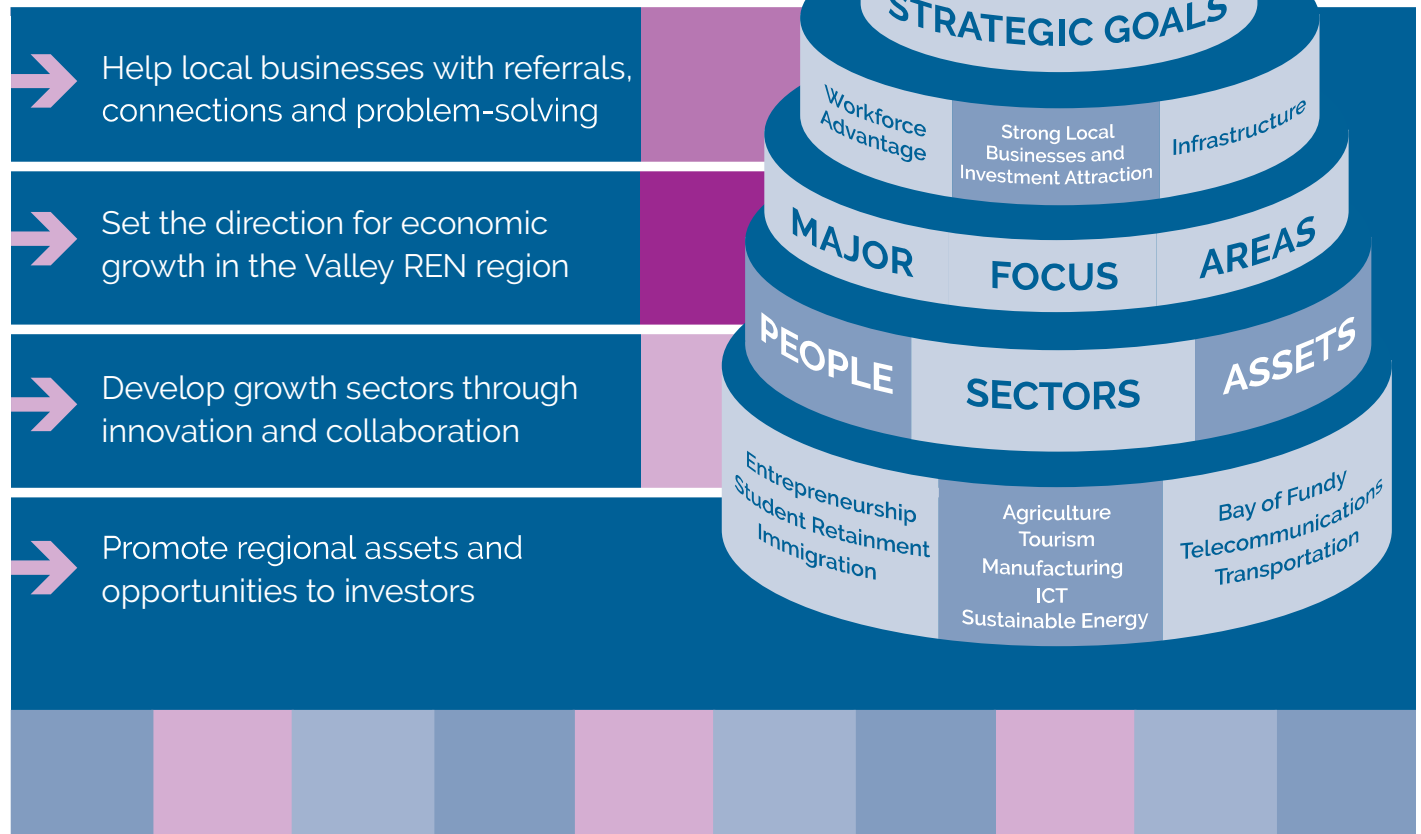 Help local businesses with referrals,
connections and problem-solving
Set the direction for economic
growth in the Valley REN region
Develop growth sectors through
innovation and collaboration
Promote regional assets and
opportunities to investors
STRATEGIC GOALS
Workforce
Advantage
Strong Local
Businesses and
Investment Attraction
Infrastructure
MAJOR
FOCUS
AREAS
PEOPLE
SECTORS
ASSETS
Entrepreneurship
Student Retainment
Immigration
Agriculture
Tourism
Manufacturing
ICT
Sustainable Energy
Bay of Fundy
Telecommunications
Transportation